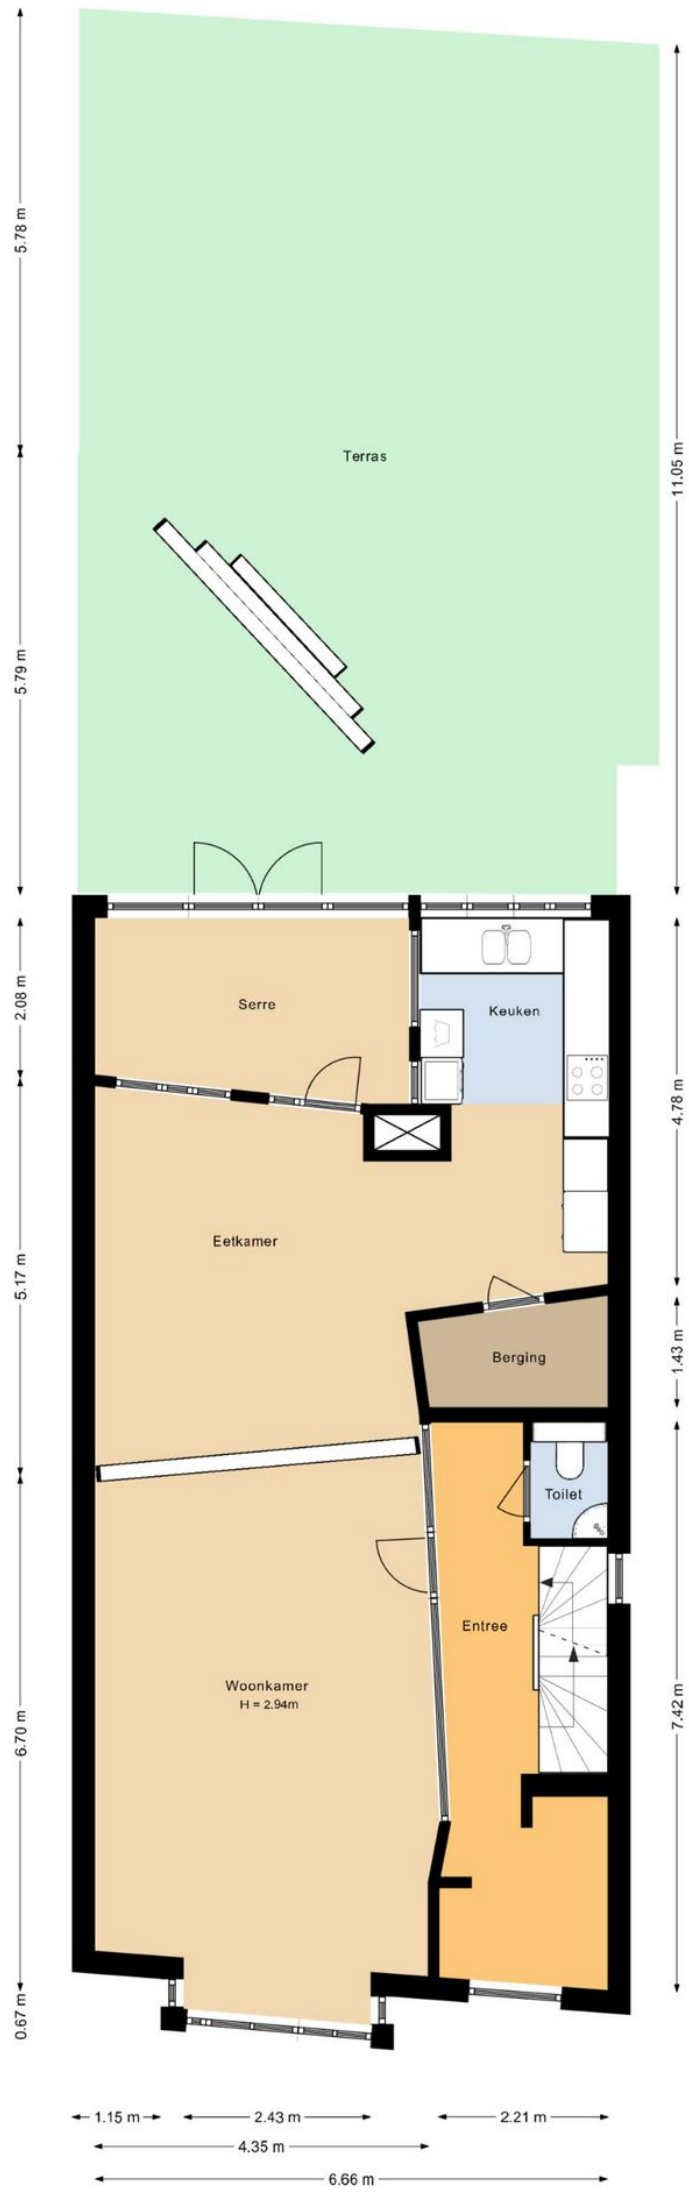 5.78 m
11.05 m
Terras
5.79 m
Serre
Keuken
2.08 m
4.78 m
Eetkamer
5.17 m
Berging
1.43 m
Toilet
Entree
Woonkamer
H = 2.94m
6.70 m
7.42 m
0.67 m
1.15 m
2.43 m
2.21 m
4.35 m
6.66 m